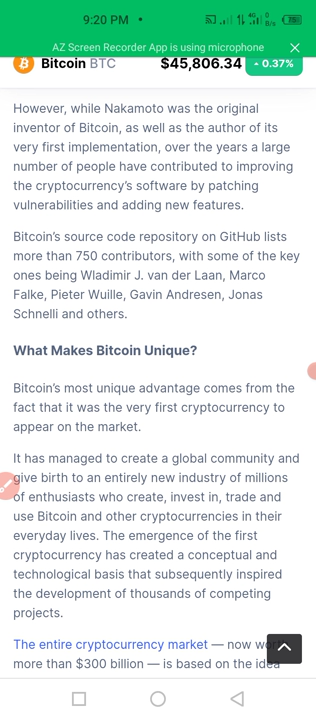 9:20 PM •
4G 0 B/s
AZ Screen Recorder App is using microphone
Bitcoin BTC $45,806.34 0.37%
However, while Nakamoto was the original
inventor of Bitcoin, as well as the author of its
very first implementation, over the years a large
number of people have contributed to improving
the cryptocurrency’s software by patching
vulnerabilities and adding new features.
Bitcoin’s source code repository on GitHub lists
more than 750 contributors, with some of the key
ones being Wladimir J. van der Laan, Marco
Falke, Pieter Wuille, Gavin Andresen, Jonas
Schnelli and others.
What Makes Bitcoin Unique?
Bitcoin’s most unique advantage comes from the
fact that it was the very first cryptocurrency to
appear on the market.
It has managed to create a global community and
give birth to an entirely new industry of millions
of enthusiasts who create, invest in, trade and
use Bitcoin and other cryptocurrencies in their
everyday lives. The emergence of the first
cryptocurrency has created a conceptual and
technological basis that subsequently inspired
the development of thousands of competing
projects.
The entire cryptocurrency market — now worth
more than $300 billion — is based on the idea